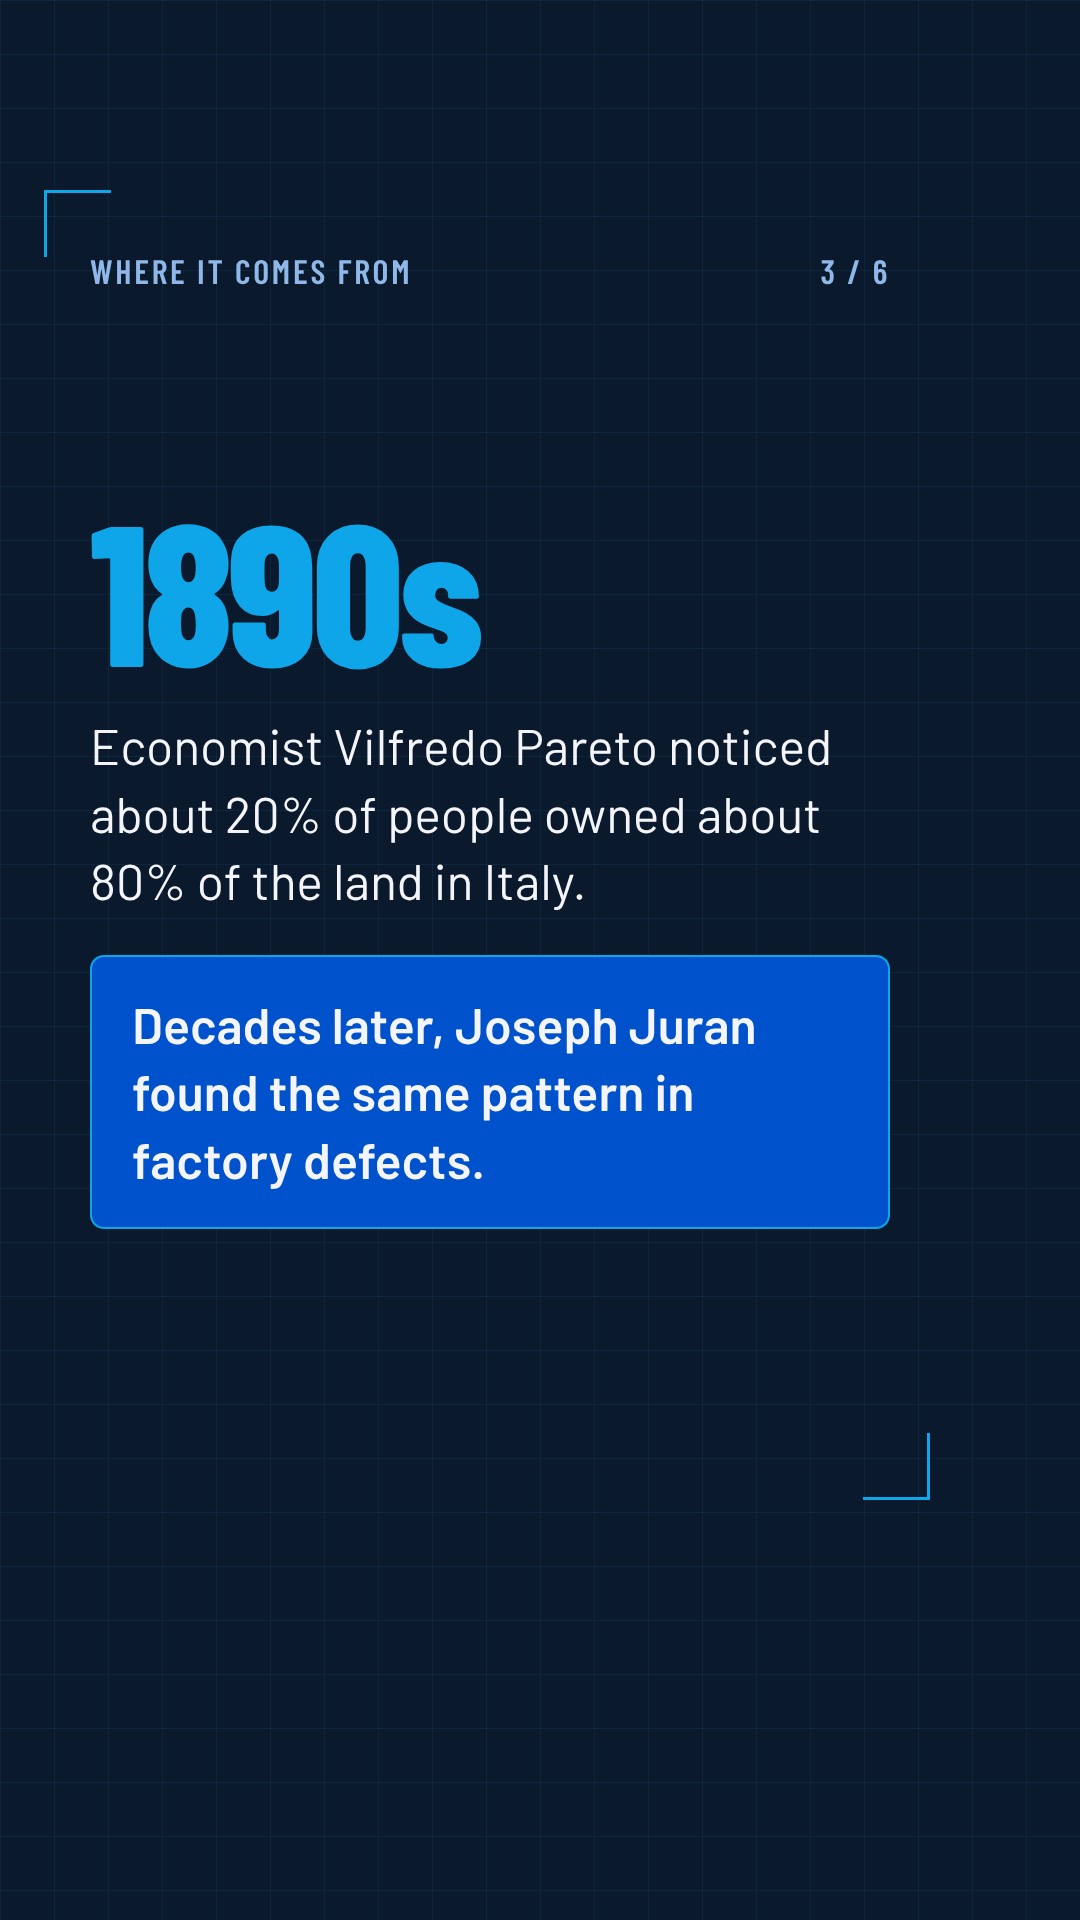 WHERE IT COMES FROM
3 / 6
1890s
Economist Vilfredo Pareto noticed
about 20% of people owned about
80% of the land in Italy.
Decades later, Joseph Juran
found the same pattern in
factory defects.